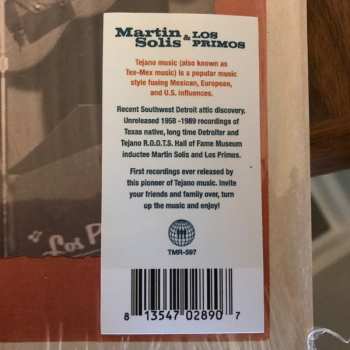 Martin Solis & LOS PRIMOS
Tejano music (also known as
Tex-Mex music) is a popular music
style fusing Mexican, European,
and U.S. influences.
Recent Southwest Detroit attic discovery.
Unreleased 1958 -1989 recordings of
Texas native, long time Detroiter and
Tejano R.O.O.T.S. Hall of Fame Museum
inductee Martin Solis and Los Primos.
First recordings ever released by
this pioneer of Tejano music. Invite
your friends and family over, turn
up the music and enjoy!
TMR-597
8 13547 02890 7
Los P